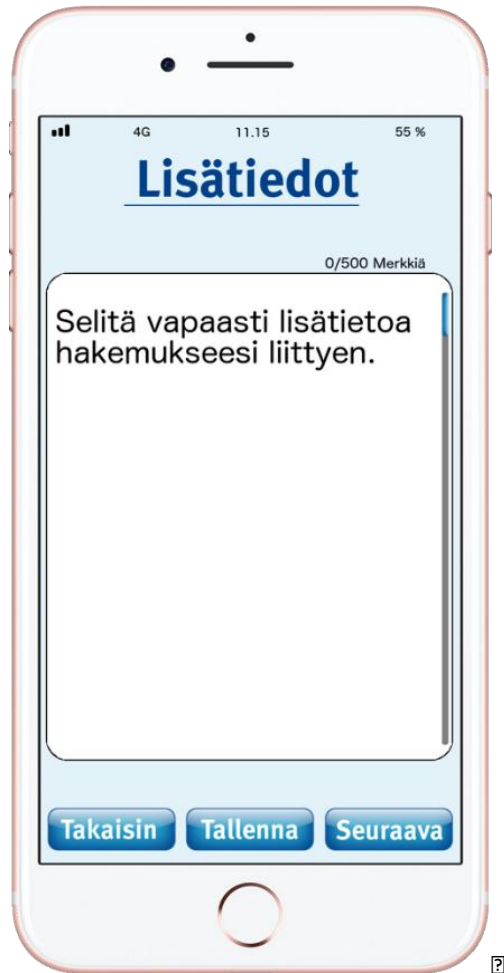 4G 11.15 55 %
Lisätiedot
0/500 Merkkiä
Selitä vapaasti lisätietoa
hakemukseesi liittyen.
Takaisin Tallenna Seuraava